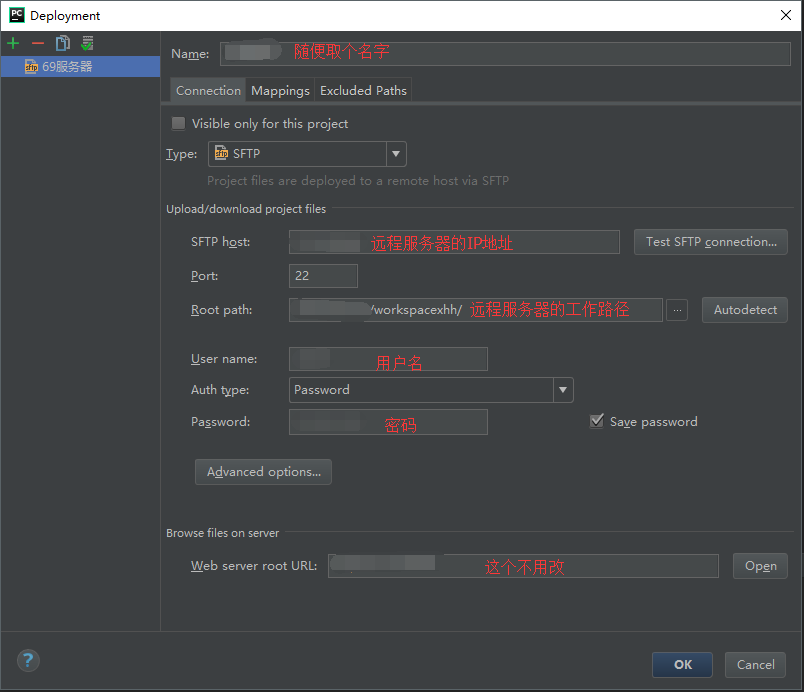 PC
Deployment
69服务器
Name: 随便取个名字
Connection Mappings Excluded Paths
Visible only for this project
Type: SFTP
Project files are deployed to a remote host via SFTP
Upload/download project files
SFTP host: 远程服务器的IP地址 Test SFTP connection...
Port: 22
Root path: /workspacexhh/ 远程服务器的工作路径 ... Autodetect
User name: 用户名
Auth type: Password
Password: 密码 Save password
Advanced options...
Browse files on server
Web server root URL: 这个不用改 Open
? OK Cancel